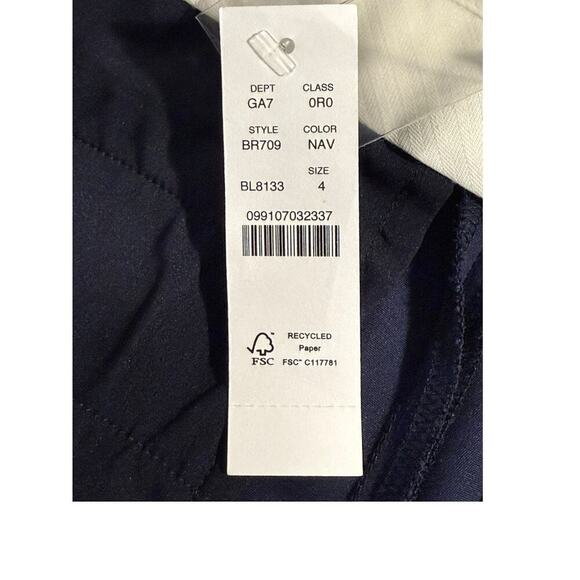 DEPT CLASS
GA7 0R0
STYLE COLOR
BR709 NAV
SIZE
BL8133 4
099107032337
RECYCLED
Paper
FSC™ C117781
FSC